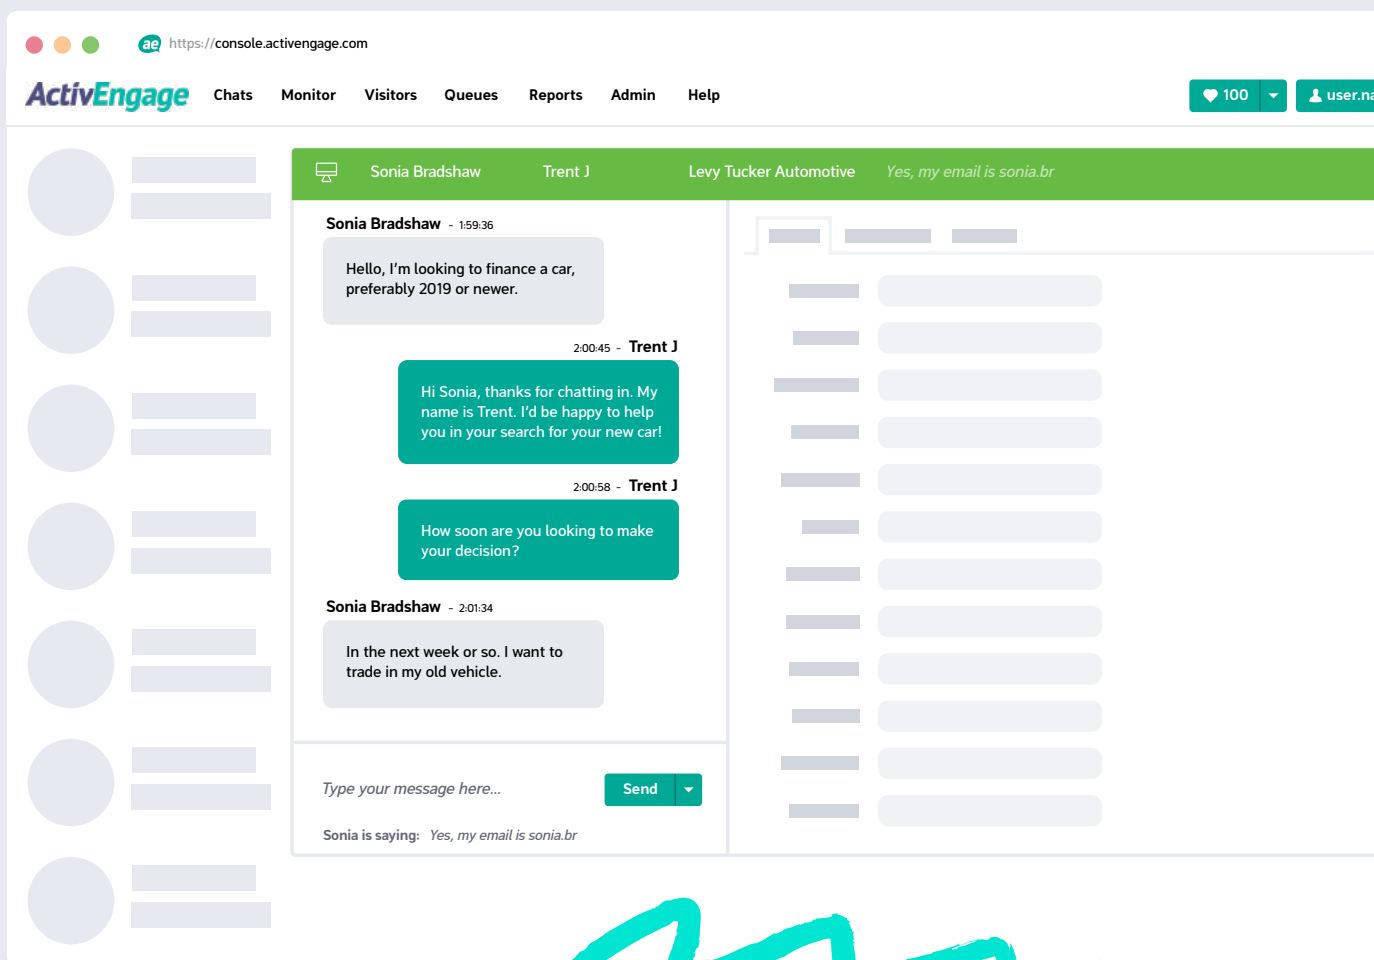 ae https://console.activengage.com
ActivEngage Chats Monitor Visitors Queues Reports Admin Help 100 user.na
Sonia Bradshaw Trent J Levy Tucker Automotive Yes, my email is sonia.br
Sonia Bradshaw - 1:59:36
Hello, I'm looking to finance a car,
preferably 2019 or newer.
2:00:45 - Trent J
Hi Sonia, thanks for chatting in. My
name is Trent. I'd be happy to help
you in your search for your new car!
2:00:58 - Trent J
How soon are you looking to make
your decision?
Sonia Bradshaw - 2:01:34
In the next week or so. I want to
trade in my old vehicle.
Type your message here... Send
Sonia is saying: Yes, my email is sonia.br